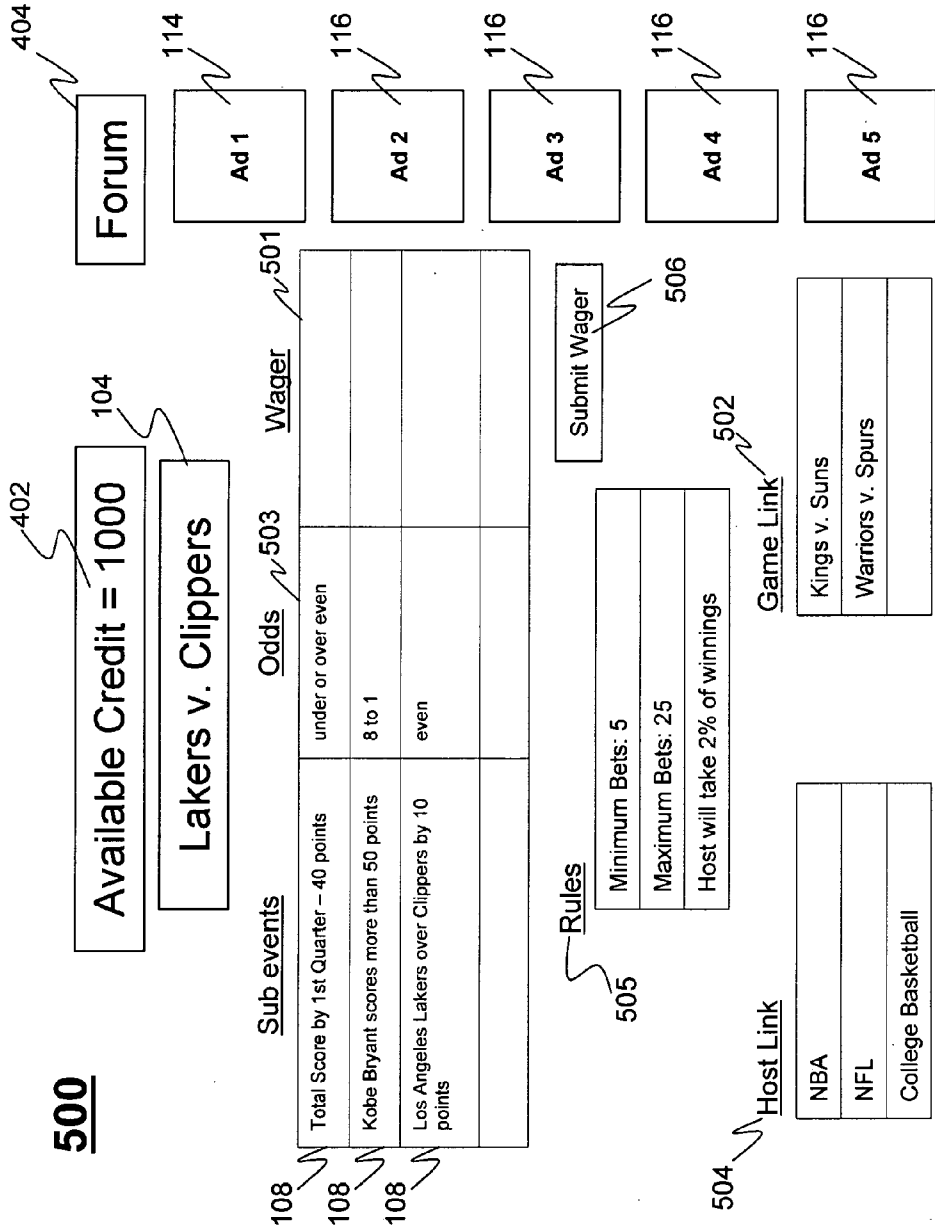 500
402
Available Credit = 1000
104
Lakers v. Clippers
Forum
404
Sub events
Odds
503
Wager
501
108
Total Score by 1st Quarter – 40 points
under or over even
108
Kobe Bryant scores more than 50 points
8 to 1
108
Los Angeles Lakers over Clippers by 10
points
even
505
Rules
Minimum Bets: 5
Maximum Bets: 25
Host will take 2% of winnings
Submit Wager
506
504
Host Link
NBA
NFL
College Basketball
Game Link
502
Kings v. Suns
Warriors v. Spurs
Ad 1
114
Ad 2
116
Ad 3
116
Ad 4
116
Ad 5
116